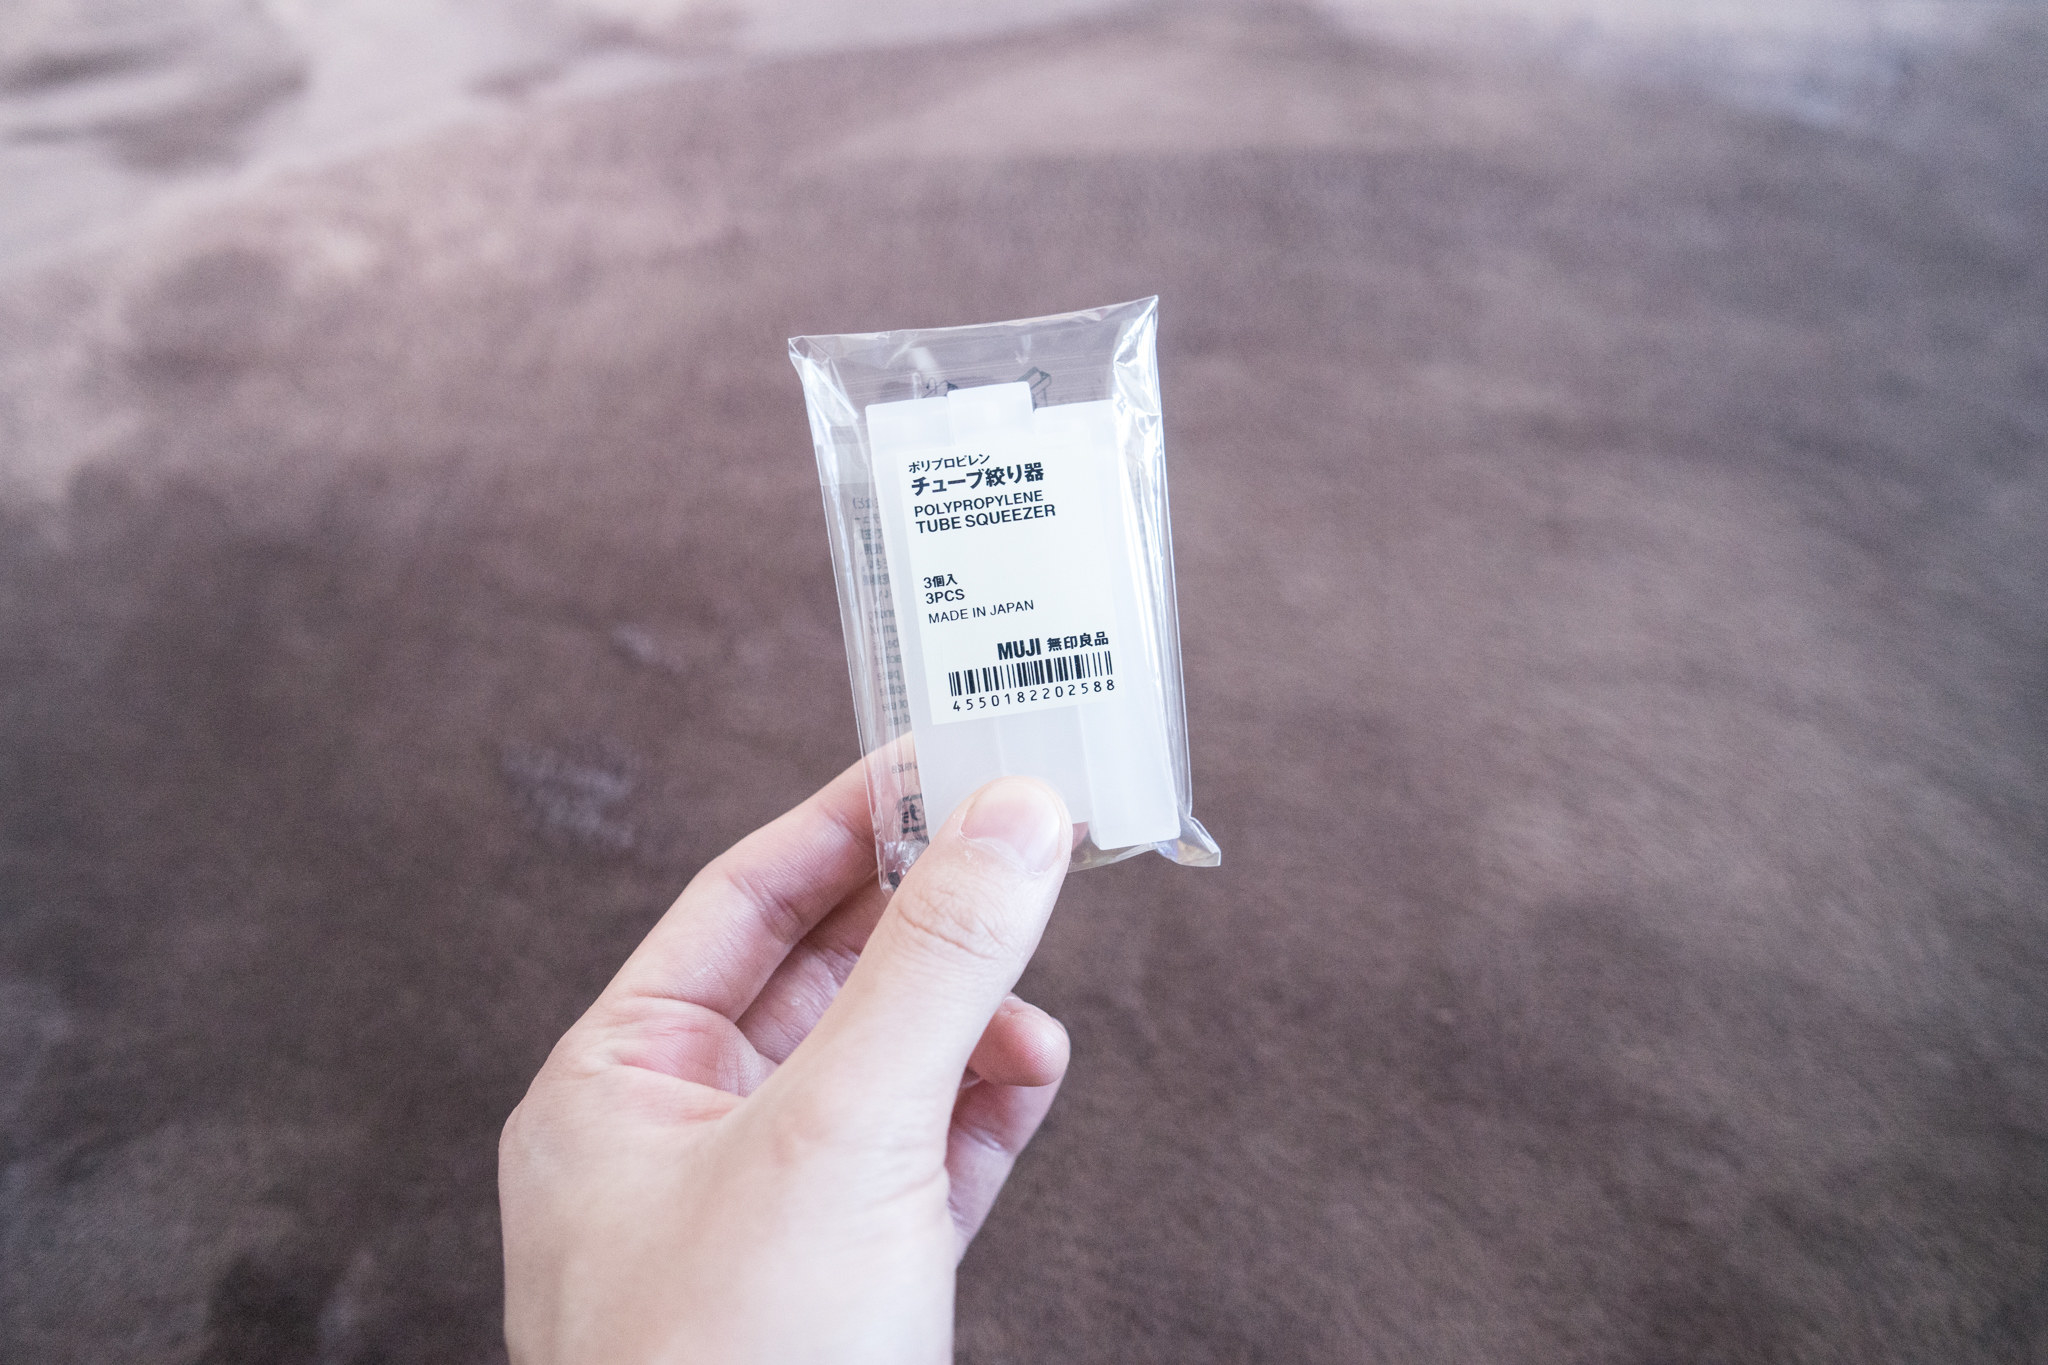 ポリプロピレン
チューブ絞り器
POLYPROPYLENE
TUBE SQUEEZER
3個入
3PCS
MADE IN JAPAN
MUJI 無印良品
4550182202588